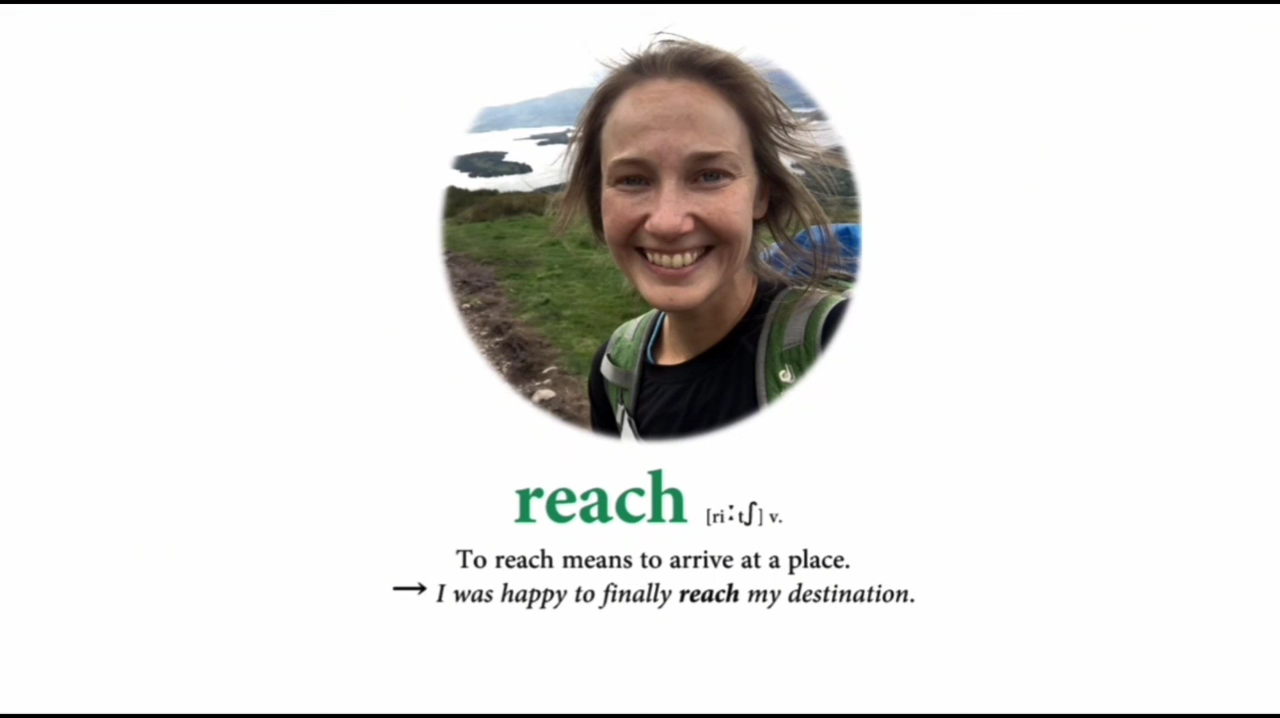 reach [riːtʃ] v.
To reach means to arrive at a place.
→ I was happy to finally reach my destination.